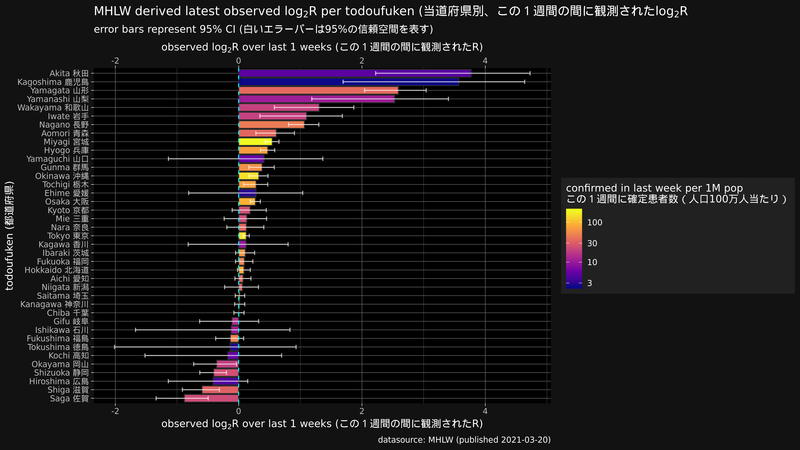 MHLW derived latest observed log₂R per todoufuken (当道府県別、この１週間の間に観測されたlog₂R
error bars represent 95% CI (白いエラーバーは95%の信頼空間を表す)
observed log₂R over last 1 weeks (この１週間の間に観測されたR)
-2 0 2 4
todoufuken (都道府県)
Akita 秋田
Kagoshima 鹿児島
Yamagata 山形
Yamanashi 山梨
Wakayama 和歌山
Iwate 岩手
Nagano 長野
Aomori 青森
Miyagi 宮城
Hyogo 兵庫
Yamaguchi 山口
Gunma 群馬
Okinawa 沖縄
Tochigi 栃木
Ehime 愛媛
Osaka 大阪
Kyoto 京都
Mie 三重
Nara 奈良
Tokyo 東京
Kagawa 香川
Ibaraki 茨城
Fukuoka 福岡
Hokkaido 北海道
Aichi 愛知
Niigata 新潟
Saitama 埼玉
Kanagawa 神奈川
Chiba 千葉
Gifu 岐阜
Ishikawa 石川
Fukushima 福島
Tokushima 徳島
Kochi 高知
Okayama 岡山
Shizuoka 静岡
Hiroshima 広島
Shiga 滋賀
Saga 佐賀
-2 0 2 4
observed log₂R over last 1 weeks (この１週間の間に観測されたR)
confirmed in last week per 1M pop
この１週間に確定患者数 ( 人口100万人当たり )
100
30
10
3
datasource: MHLW (published 2021-03-20)